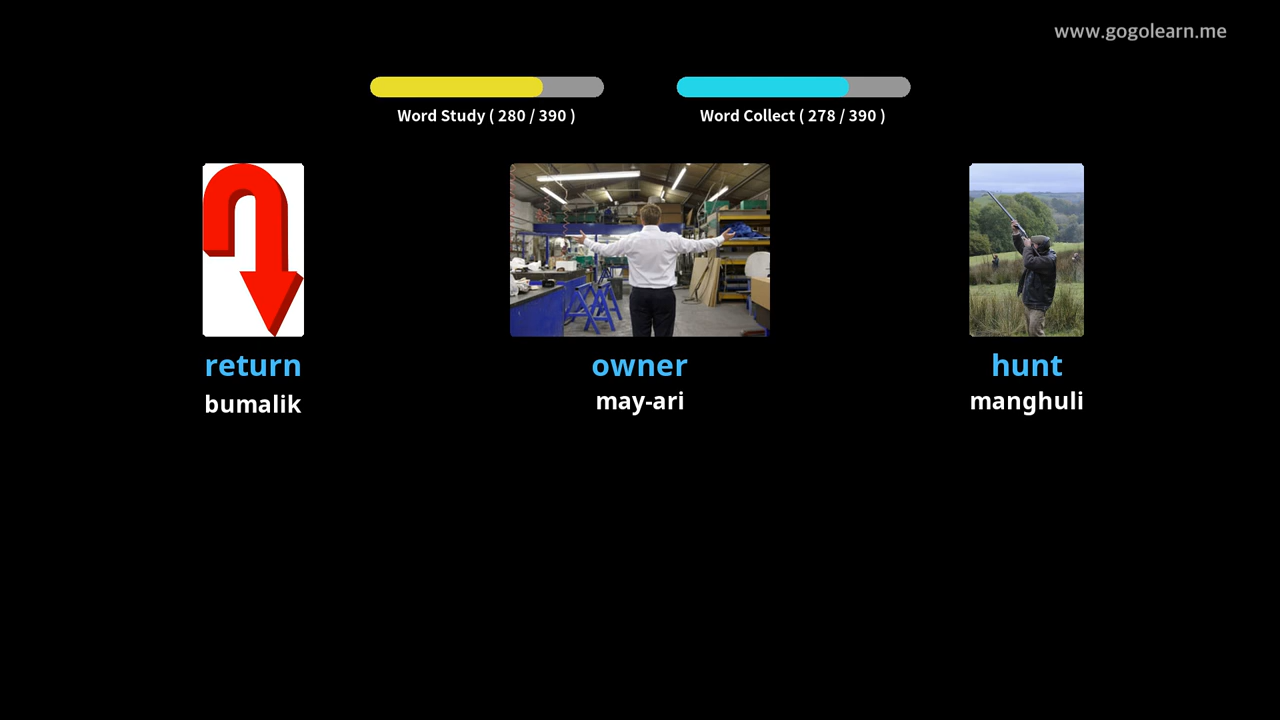 www.gogolearn.me
Word Study ( 280 / 390 )
Word Collect ( 278 / 390 )
return
bumalik
owner
may-ari
hunt
manghuli